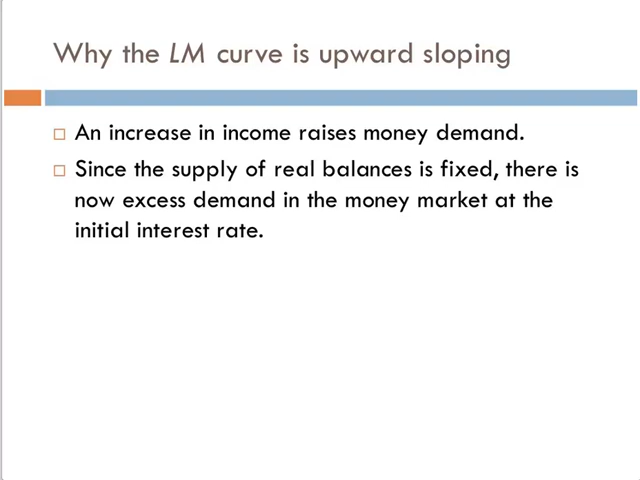 Why the LM curve is upward sloping
An increase in income raises money demand.
Since the supply of real balances is fixed, there is
now excess demand in the money market at the
initial interest rate.